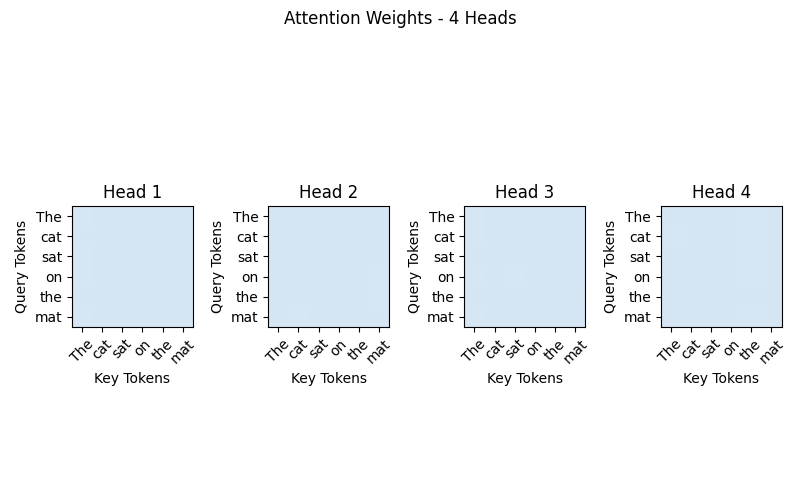 Attention Weights - 4 Heads
Head 1
Query Tokens
The
cat
sat
on
the
mat
The
cat
sat
on
the
mat
Key Tokens
Head 2
Query Tokens
The
cat
sat
on
the
mat
The
cat
sat
on
the
mat
Key Tokens
Head 3
Query Tokens
The
cat
sat
on
the
mat
The
cat
sat
on
the
mat
Key Tokens
Head 4
Query Tokens
The
cat
sat
on
the
mat
The
cat
sat
on
the
mat
Key Tokens